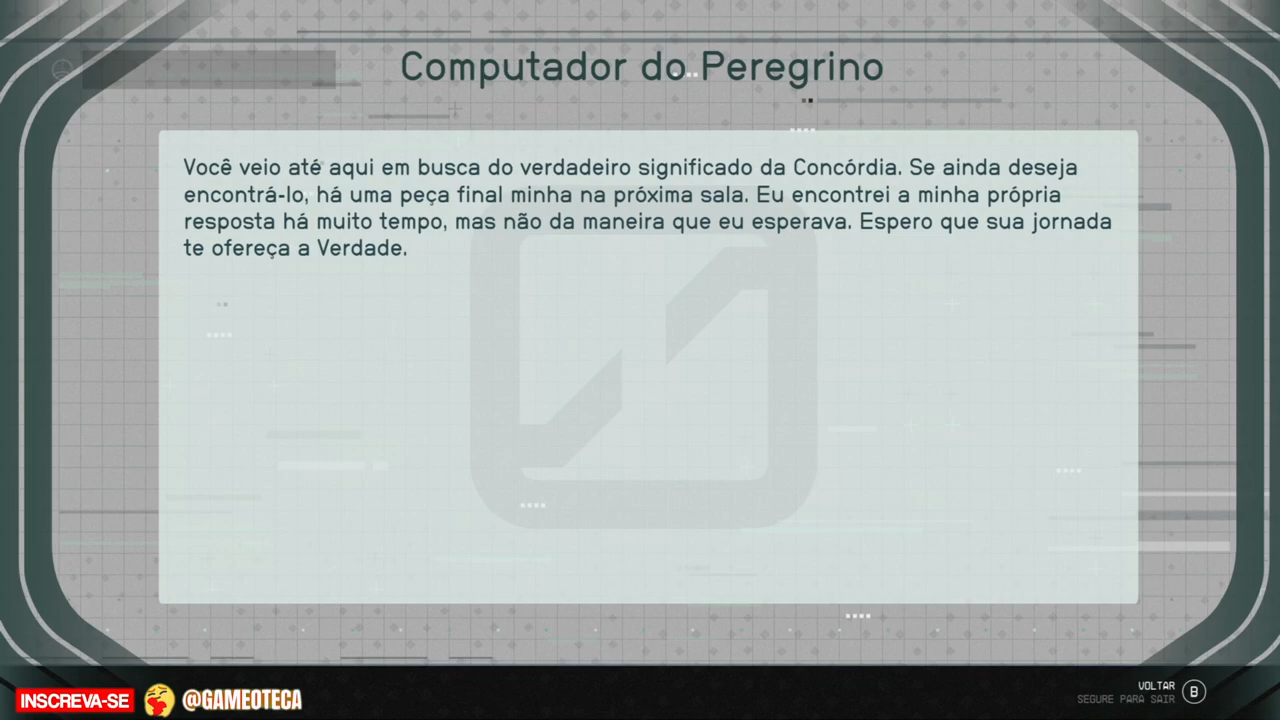 Computador do Peregrino
Você veio até aqui em busca do verdadeiro significado da Concórdia. Se ainda deseja
encontrá-lo, há uma peça final minha na próxima sala. Eu encontrei a minha própria
resposta há muito tempo, mas não da maneira que eu esperava. Espero que sua jornada
te ofereça a Verdade.
VOLTAR
SEGURE PARA SAIR
B
INSCREVA-SE
@GAMEOTECA